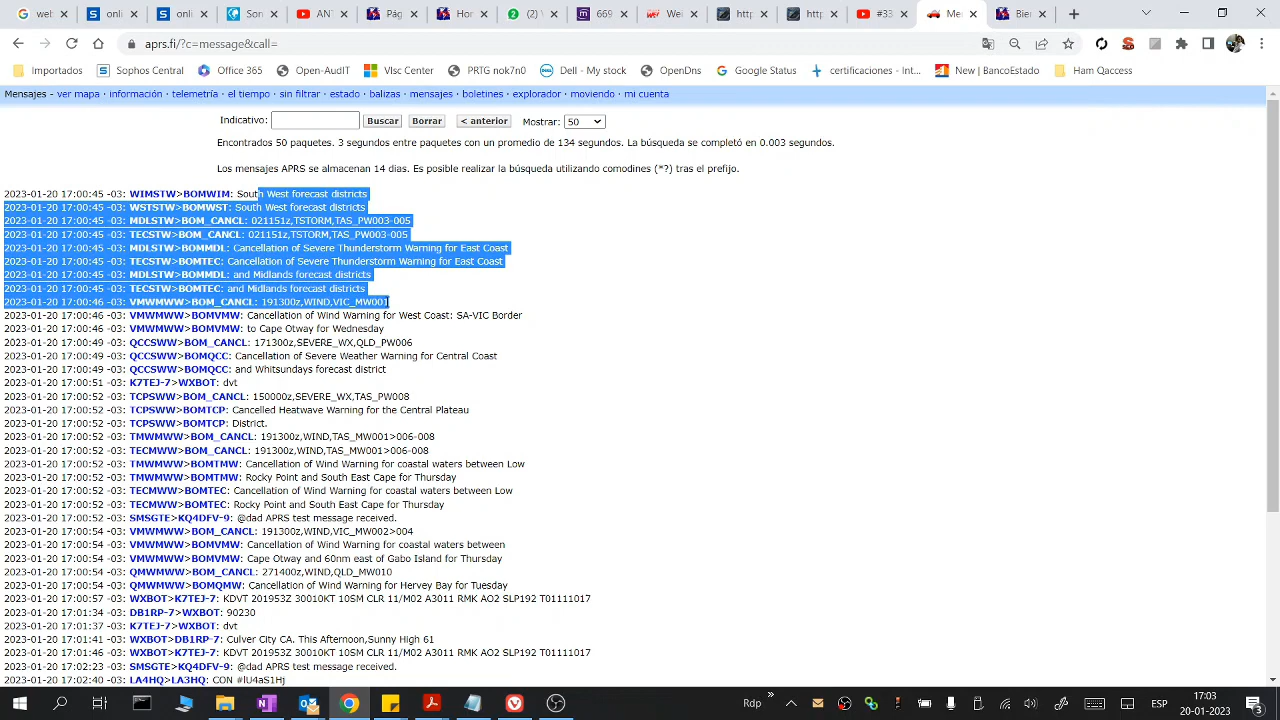 web
onli
onli
Son
ANT
Pág
Hor
(2)
669
Wei
http
http
#33
Me
Bien
aprs.fi/?c=message&call=
Importados
Sophos Central
Office 365
Open-AudIT
VIsc Center
PRTG nok7n0
Dell - My stock
OpenDns
Google Status
certificaciones - Int...
New | BancoEstado
Ham Qaccess
Mensajes - ver mapa · información · telemetría · el tiempo · sin filtrar · estado · balizas · mensajes · boletines · explorador · moviendo · mi cuenta
Indicativo: Buscar Borrar < anterior Mostrar: 50
Encontrados 50 paquetes. 3 segundos entre paquetes con un promedio de 134 segundos. La búsqueda se completó en 0.003 segundos.
Los mensajes APRS se almacenan 14 días. Es posible realizar la búsqueda utilizando comodines (*?) tras el prefijo.
2023-01-20 17:00:45 -03: WIMSTW>BOMWIM: South West forecast districts
2023-01-20 17:00:45 -03: WSTSTW>BOMWST: South West forecast districts
2023-01-20 17:00:45 -03: MDLSTW>BOM_CANCL: 021151z,TSTORM,TAS_PW003-005
2023-01-20 17:00:45 -03: TECSTW>BOM_CANCL: 021151z,TSTORM,TAS_PW003-005
2023-01-20 17:00:45 -03: MDLSTW>BOMMDL: Cancellation of Severe Thunderstorm Warning for East Coast
2023-01-20 17:00:45 -03: TECSTW>BOMTEC: Cancellation of Severe Thunderstorm Warning for East Coast
2023-01-20 17:00:45 -03: MDLSTW>BOMMDL: and Midlands forecast districts
2023-01-20 17:00:45 -03: TECSTW>BOMTEC: and Midlands forecast districts
2023-01-20 17:00:46 -03: VMWMWW>BOM_CANCL: 191300z,WIND,VIC_MW001
2023-01-20 17:00:46 -03: VMWMWW>BOMVMW: Cancellation of Wind Warning for West Coast: SA-VIC Border
2023-01-20 17:00:46 -03: VMWMWW>BOMVMW: to Cape Otway for Wednesday
2023-01-20 17:00:49 -03: QCCSWW>BOM_CANCL: 171300z,SEVERE_WX,QLD_PW006
2023-01-20 17:00:49 -03: QCCSWW>BOMQCC: Cancellation of Severe Weather Warning for Central Coast
2023-01-20 17:00:49 -03: QCCSWW>BOMQCC: and Whitsundays forecast district
2023-01-20 17:00:51 -03: K7TEJ-7>WXBOT: dvt
2023-01-20 17:00:52 -03: TCPSWW>BOM_CANCL: 150000z,SEVERE_WX,TAS_PW008
2023-01-20 17:00:52 -03: TCPSWW>BOMTCP: Cancelled Heatwave Warning for the Central Plateau
2023-01-20 17:00:52 -03: TCPSWW>BOMTCP: District.
2023-01-20 17:00:52 -03: TMWMWW>BOM_CANCL: 191300z,WIND,TAS_MW001>006-008
2023-01-20 17:00:52 -03: TECMWW>BOM_CANCL: 191300z,WIND,TAS_MW001>006-008
2023-01-20 17:00:52 -03: TMWMWW>BOMTMW: Cancellation of Wind Warning for coastal waters between Low
2023-01-20 17:00:52 -03: TMWMWW>BOMTMW: Rocky Point and South East Cape for Thursday
2023-01-20 17:00:52 -03: TECMWW>BOMTEC: Cancellation of Wind Warning for coastal waters between Low
2023-01-20 17:00:52 -03: TECMWW>BOMTEC: Rocky Point and South East Cape for Thursday
2023-01-20 17:00:52 -03: SMSGTE>KQ4DFV-9: @dad APRS test message received.
2023-01-20 17:00:54 -03: VMWMWW>BOM_CANCL: 191300z,WIND,VIC_MW002>004
2023-01-20 17:00:54 -03: VMWMWW>BOMVMW: Cancellation of Wind Warning for coastal waters between
2023-01-20 17:00:54 -03: VMWMWW>BOMVMW: Cape Otway and 60nm east of Gabo Island for Thursday
2023-01-20 17:00:54 -03: QMWMWW>BOM_CANCL: 271400z,WIND,QLD_MW010
2023-01-20 17:00:54 -03: QMWMWW>BOMQMW: Cancellation of Wind Warning for Hervey Bay for Tuesday
2023-01-20 17:00:57 -03: WXBOT>K7TEJ-7: KDVT 201953Z 30010KT 10SM CLR 11/M02 A3011 RMK AO2 SLP192 T01111017
2023-01-20 17:01:34 -03: DB1RP-7>WXBOT: 90230
2023-01-20 17:01:37 -03: K7TEJ-7>WXBOT: dvt
2023-01-20 17:01:41 -03: WXBOT>DB1RP-7: Culver City CA. This Afternoon,Sunny High 61
2023-01-20 17:01:46 -03: WXBOT>K7TEJ-7: KDVT 201953Z 30010KT 10SM CLR 11/M02 A3011 RMK AO2 SLP192 T01111017
2023-01-20 17:02:23 -03: SMSGTE>KQ4DFV-9: @dad APRS test message received.
2023-01-20 17:02:40 -03: LA4HQ>LA3HQ: CON #lU4aS1Hj
Rdp
ESP
17:03
20-01-2023
3